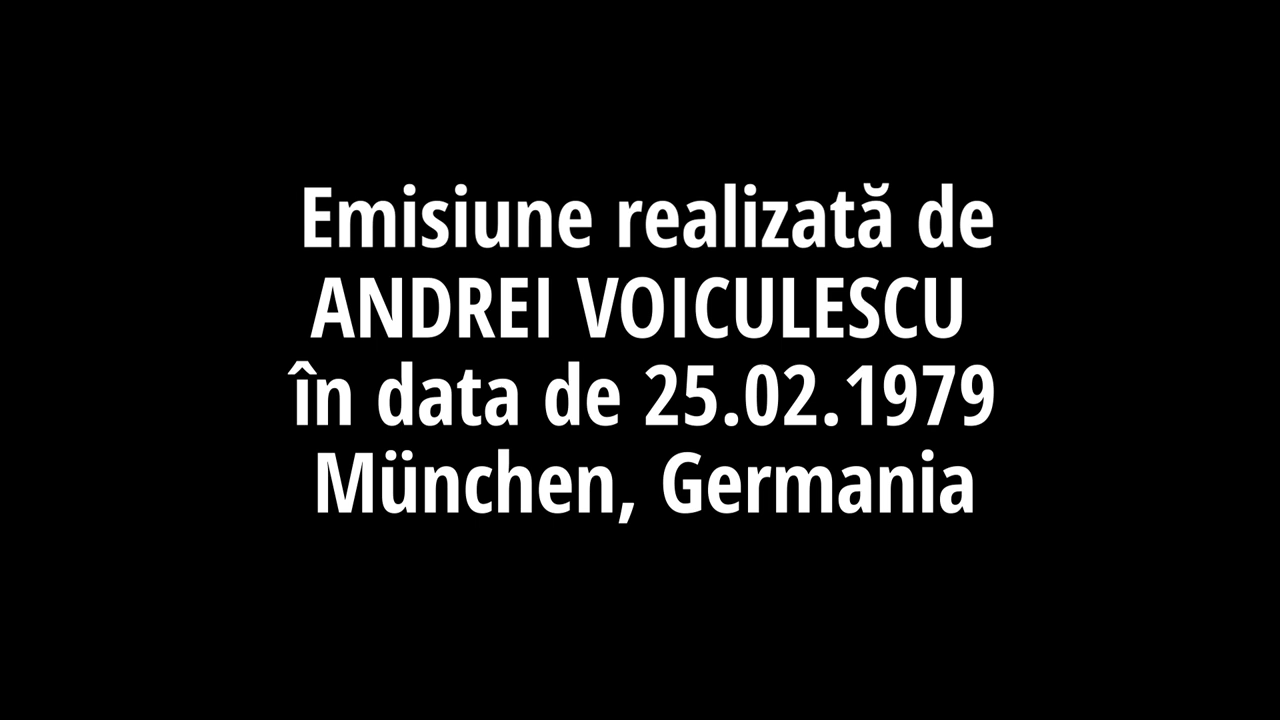 Emisiune realizată de
ANDREI VOICULESCU
în data de 25.02.1979
München, Germania